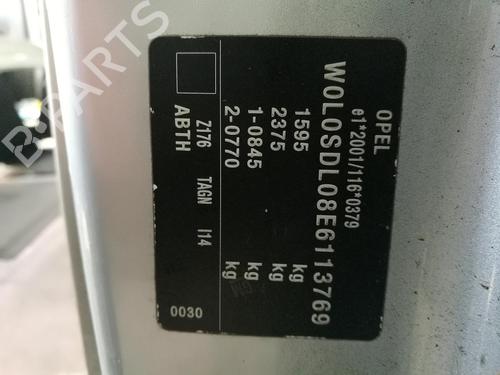 OPEL
e1*2001/116*0379
W0L0SDL08E6113769
1595 kg
2375 kg
1-0845 kg
2-0770 kg
Z176 TAGN I14
ABTH
0030
B-PARTS